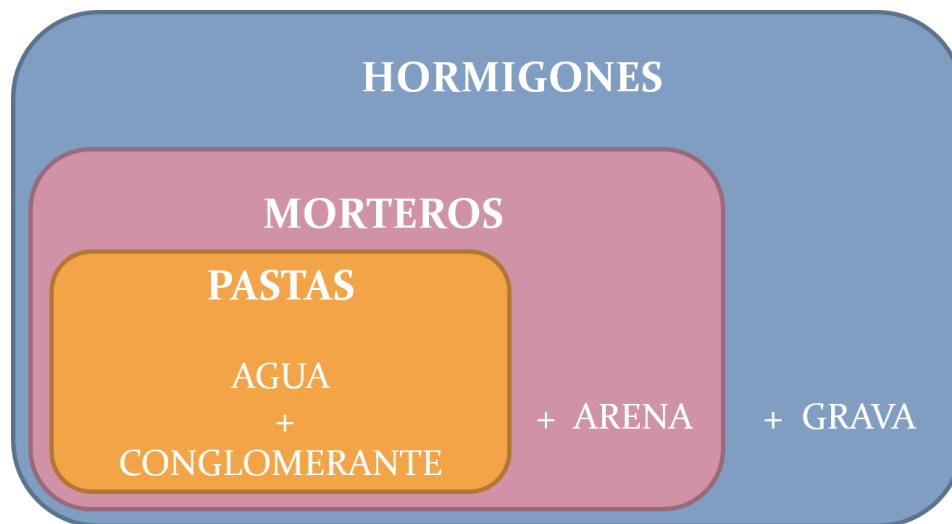 HORMIGONES
MORTEROS
PASTAS
AGUA
+
CONGLOMERANTE
+ ARENA
+ GRAVA